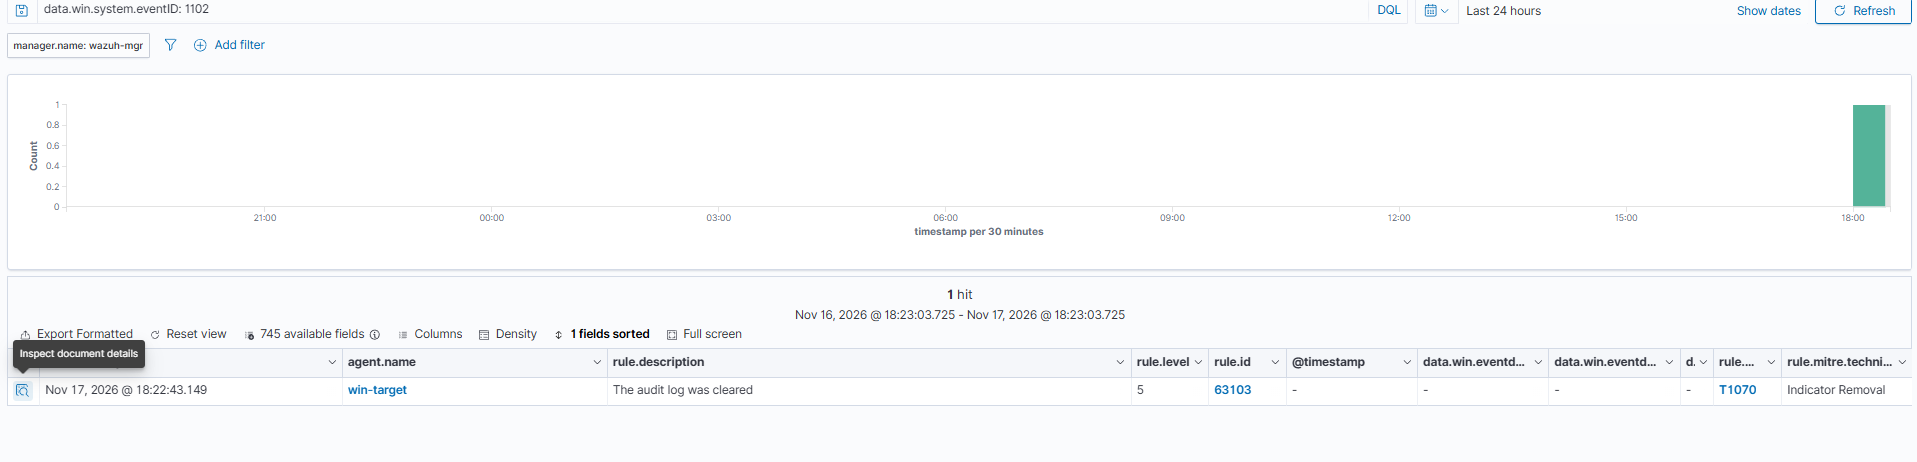 data.win.system.eventID: 1102 DQL Last 24 hours Show dates Refresh
manager.name: wazuh-mgr Add filter
1
0.8
0.6
0.4
0.2
0
Count
21:00 00:00 03:00 06:00 09:00 12:00 15:00 18:00
timestamp per 30 minutes
1 hit
Nov 16, 2026 @ 18:23:03.725 - Nov 17, 2026 @ 18:23:03.725
Export Formatted Reset view 745 available fields Columns Density 1 fields sorted Full screen
Inspect document details
agent.name rule.description rule.level rule.id @timestamp data.win.eventd... data.win.eventd... d. rule.... rule.mitre.techni...
Nov 17, 2026 @ 18:22:43.149 win-target The audit log was cleared 5 63103 - - - - T1070 Indicator Removal